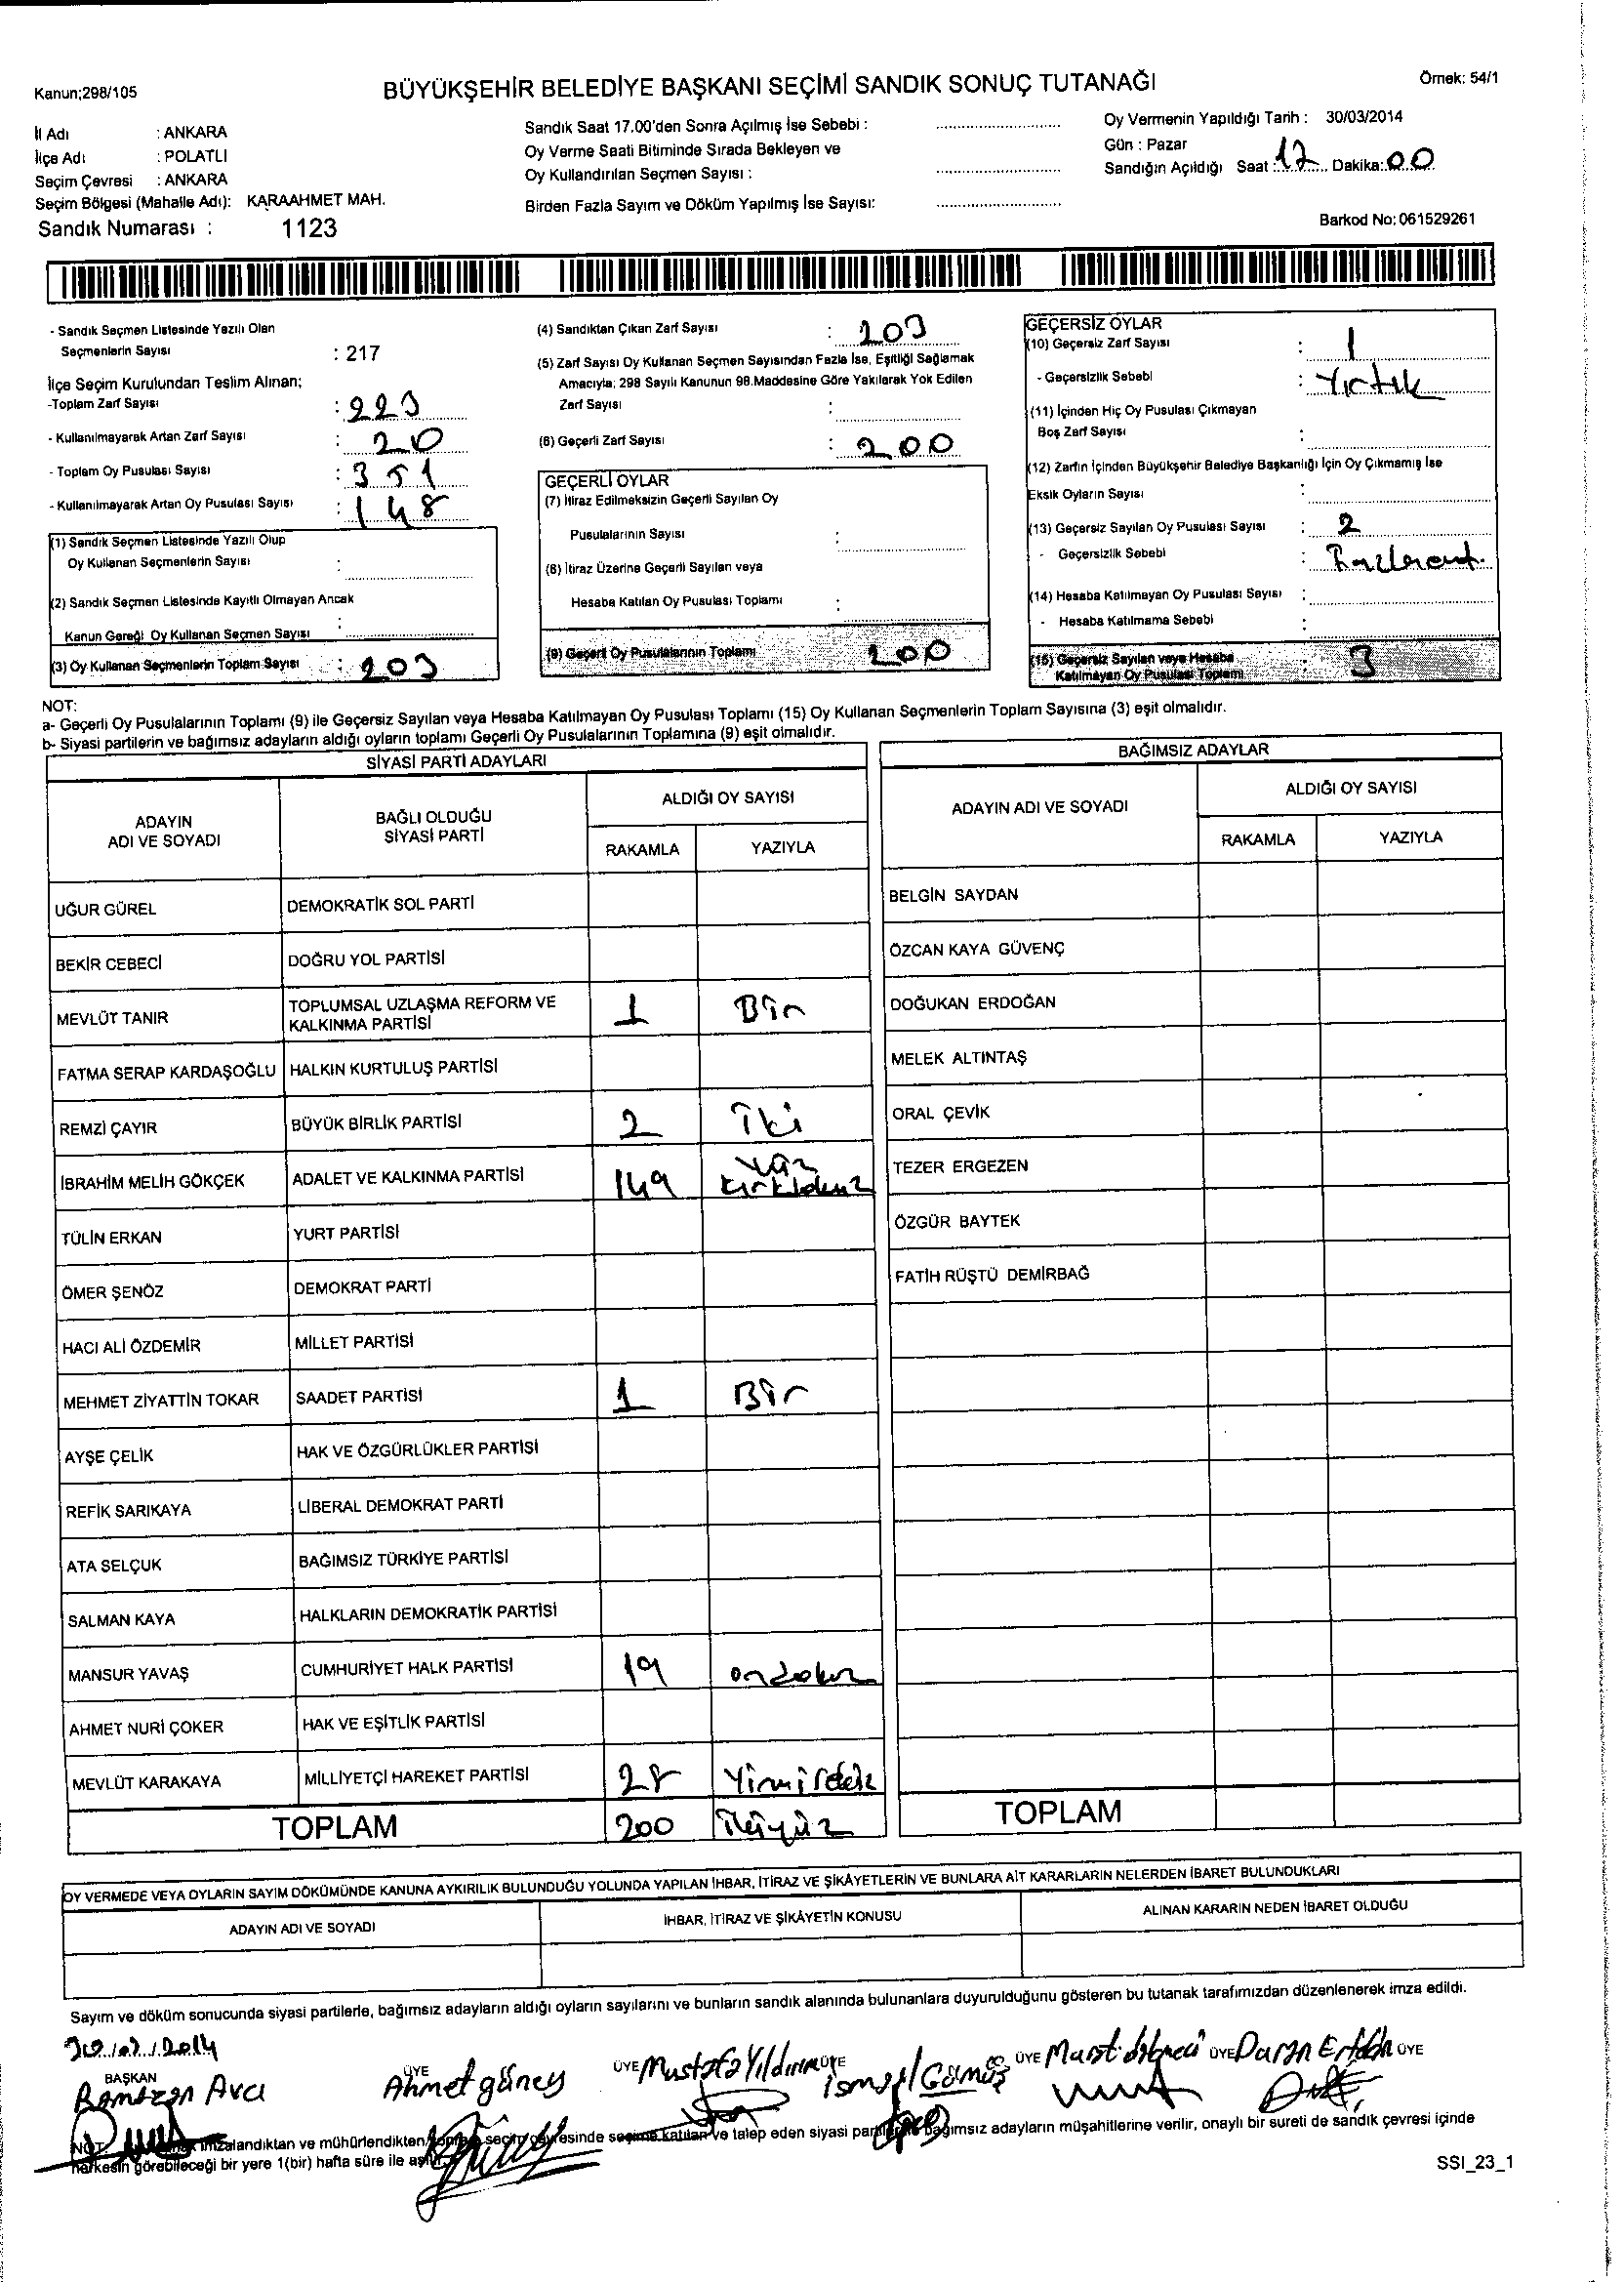 Kanun;298/105
BÜYÜKŞEHİR BELEDİYE BAŞKANI SEÇİMİ SANDIK SONUÇ TUTANAĞI
Örnek: 54/1
İl Adı : ANKARA
İlçe Adı : POLATLI
Seçim Çevresi : ANKARA
Seçim Bölgesi (Mahalle Adı): KARAAHMET MAH.
Sandık Numarası : 1123
Sandık Saat 17.00'den Sonra Açılmış İse Sebebi :
Oy Verme Saati Bitiminde Sırada Bekleyen ve
Oy Kullandırılan Seçmen Sayısı :
Birden Fazla Sayım ve Döküm Yapılmış İse Sayısı:
Oy Vermenin Yapıldığı Tarih : 30/03/2014
Gün : Pazar
Sandığın Açıldığı Saat : 17 Dakika: 00
Barkod No: 061529261
- Sandık Seçmen Listesinde Yazılı Olan
Seçmenlerin Sayısı : 217
İlçe Seçim Kurulundan Teslim Alınan;
-Toplam Zarf Sayısı : 223
- Kullanılmayarak Artan Zarf Sayısı : 20
- Toplam Oy Pusulası Sayısı : 351
- Kullanılmayarak Artan Oy Pusulası Sayısı : 148
(1) Sandık Seçmen Listesinde Yazılı Olup
Oy Kullanan Seçmenlerin Sayısı :
(2) Sandık Seçmen Listesinde Kayıtlı Olmayan Ancak
Kanun Gereği Oy Kullanan Seçmen Sayısı :
(3) Oy Kullanan Seçmenlerin Toplam Sayısı : 203
(4) Sandıktan Çıkan Zarf Sayısı : 203
(5) Zarf Sayısı Oy Kullanan Seçmen Sayısından Fazla İse, Eşitliği Sağlamak
Amacıyla; 298 Sayılı Kanunun 98.Maddesine Göre Yakılarak Yok Edilen
Zarf Sayısı :
(6) Geçerli Zarf Sayısı : 200
GEÇERLİ OYLAR
(7) İtiraz Edilmeksizin Geçerli Sayılan Oy
Pusulalarının Sayısı :
(8) İtiraz Üzerine Geçerli Sayılan veya
Hesaba Katılan Oy Pusulası Toplamı :
(9) Geçerli Oy Pusulalarının Toplamı 200
GEÇERSİZ OYLAR
(10) Geçersiz Zarf Sayısı : 1
- Geçersizlik Sebebi : Yırtık
(11) İçinden Hiç Oy Pusulası Çıkmayan
Boş Zarf Sayısı :
(12) Zarfın İçinden Büyükşehir Belediye Başkanlığı İçin Oy Çıkmamış İse
Eksik Oyların Sayısı :
(13) Geçersiz Sayılan Oy Pusulası Sayısı : 2
- Geçersizlik Sebebi :
(14) Hesaba Katılmayan Oy Pusulası Sayısı :
- Hesaba Katılmama Sebebi :
(15) Geçersiz Sayılan veya Hesaba
Katılmayan Oy Pusulası Toplamı : 3
NOT:
a- Geçerli Oy Pusulalarının Toplamı (9) ile Geçersiz Sayılan veya Hesaba Katılmayan Oy Pusulası Toplamı (15) Oy Kullanan Seçmenlerin Toplam Sayısına (3) eşit olmalıdır.
b- Siyasi partilerin ve bağımsız adayların aldığı oyların toplamı Geçerli Oy Pusulalarının Toplamına (9) eşit olmalıdır.
SİYASİ PARTİ ADAYLARI
ADAYIN ADI VE SOYADI
BAĞLI OLDUĞU SİYASİ PARTİ
ALDIĞI OY SAYISI
RAKAMLA YAZIYLA
UĞUR GÜREL DEMOKRATİK SOL PARTİ
BEKİR CEBECİ DOĞRU YOL PARTİSİ
MEVLÜT TANIR TOPLUMSAL UZLAŞMA REFORM VE KALKINMA PARTİSİ 1 Bir
FATMA SERAP KARDAŞOĞLU HALKIN KURTULUŞ PARTİSİ
REMZİ ÇAYIR BÜYÜK BİRLİK PARTİSİ 2 İki
İBRAHİM MELİH GÖKÇEK ADALET VE KALKINMA PARTİSİ 149 Yüz
TÜLİN ERKAN YURT PARTİSİ
ÖMER ŞENÖZ DEMOKRAT PARTİ
HACI ALİ ÖZDEMİR MİLLET PARTİSİ
MEHMET ZİYATTİN TOKAR SAADET PARTİSİ 1 Bir
AYŞE ÇELİK HAK VE ÖZGÜRLÜKLER PARTİSİ
REFİK SARIKAYA LİBERAL DEMOKRAT PARTİ
ATA SELÇUK BAĞIMSIZ TÜRKİYE PARTİSİ
SALMAN KAYA HALKLARIN DEMOKRATİK PARTİSİ
MANSUR YAVAŞ CUMHURİYET HALK PARTİSİ 19 ondokuz
AHMET NURİ ÇOKER HAK VE EŞİTLİK PARTİSİ
MEVLÜT KARAKAYA MİLLİYETÇİ HAREKET PARTİSİ 28
TOPLAM 200 İkiyüz
BAĞIMSIZ ADAYLAR
ADAYIN ADI VE SOYADI
ALDIĞI OY SAYISI
RAKAMLA YAZIYLA
BELGİN SAYDAN
ÖZCAN KAYA GÜVENÇ
DOĞUKAN ERDOĞAN
MELEK ALTINTAŞ
ORAL ÇEVİK
TEZER ERGEZEN
ÖZGÜR BAYTEK
FATİH RÜŞTÜ DEMİRBAĞ
TOPLAM
OY VERMEDE VEYA OYLARIN SAYIM DÖKÜMÜNDE KANUNA AYKIRILIK BULUNDUĞU YOLUNDA YAPILAN İHBAR, İTİRAZ VE ŞİKÂYETLERİN VE BUNLARA AİT KARARLARIN NELERDEN İBARET BULUNDUKLARI
ADAYIN ADI VE SOYADI İHBAR, İTİRAZ VE ŞİKÂYETİN KONUSU ALINAN KARARIN NEDEN İBARET OLDUĞU
Sayım ve döküm sonucunda siyasi partilerle, bağımsız adayların aldığı oyların sayılarını ve bunların sandık alanında bulunanlara duyurulduğunu gösteren bu tutanak tarafımızdan düzenlenerek imza edildi.
BAŞKAN ÜYE ÜYE ÜYE ÜYE ÜYE ÜYE
Ramazan Avcı Ahmet güney Mustafa Yıldırım İsmail Gümüş
NOT: imzalandıktan ve mühürlendikten sonra seçim çevresinde seçime katılan ve talep eden siyasi parti bağımsız adayların müşahitlerine verilir, onaylı bir sureti de sandık çevresi içinde
herkesin görebileceği bir yere 1(bir) hafta süre ile asılır.
SSI_23_1